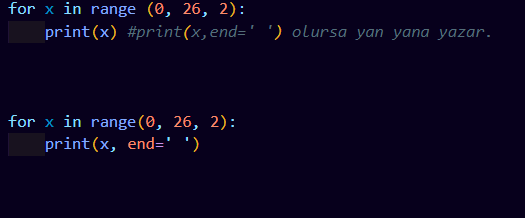 for x in range (0, 26, 2):
    print(x) #print(x,end=' ') olursa yan yana yazar.
for x in range(0, 26, 2):
    print(x, end=' ')